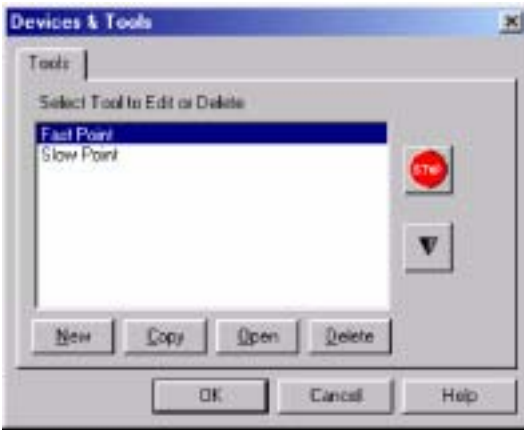 Devices & Tools
Tools
Select Tool to Edit or Delete
Fast Point
Slow Point
STOP
New Copy Open Delete
OK Cancel Help